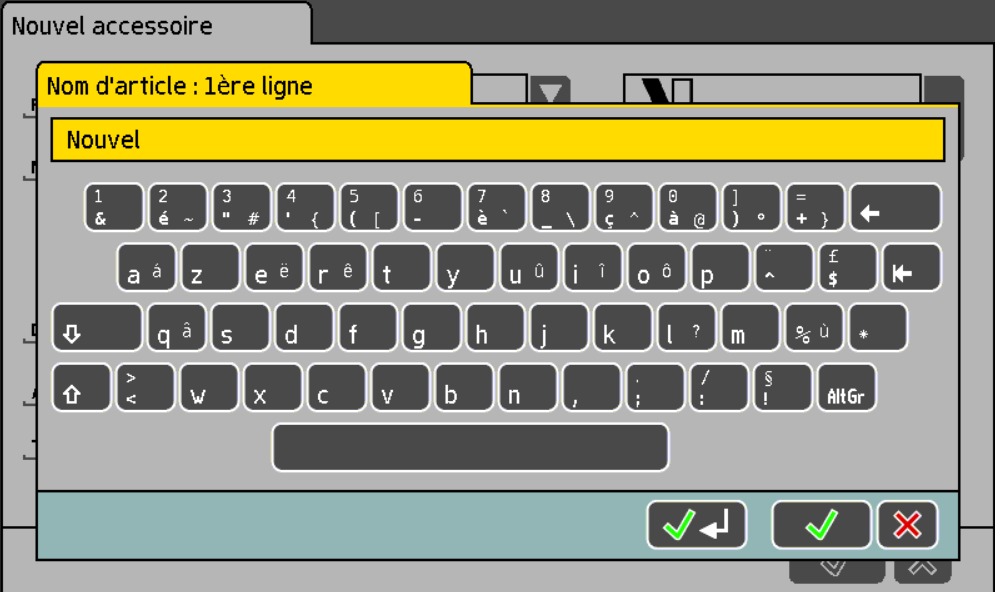 Nouvel accessoire
Nom d'article : 1ère ligne
Nouvel
1 2 3 4 5 6 7 8 9 0 ] =
& é ~ " # ' { ( [ - è ` _ \ ç ^ à @ ) ° + }
a á z e ë r ê t y u û i î o ô p ¨ ^ £ $
q â s d f g h j k l ? m % ù *
> < w x c v b n , . ; / : § ! AltGr